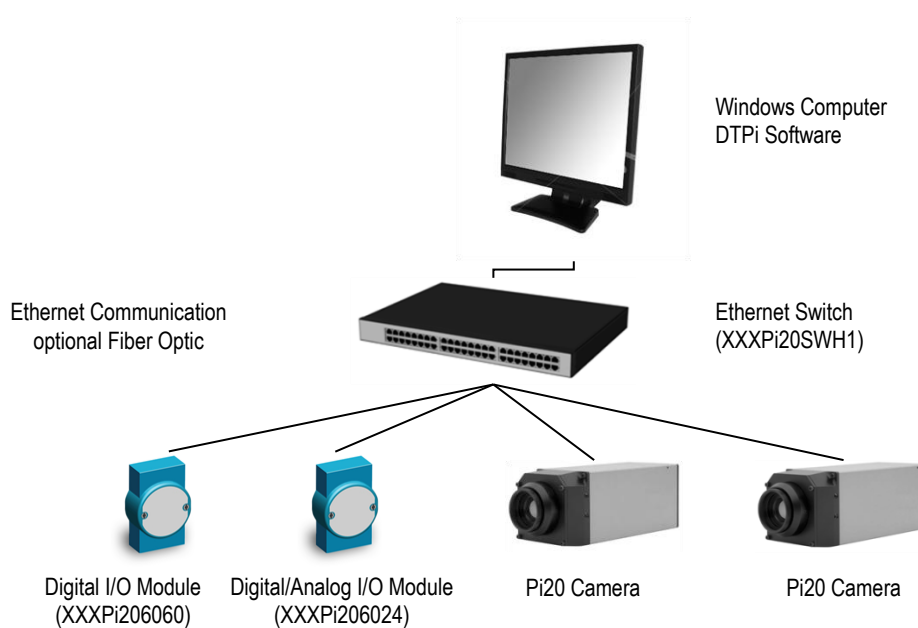 Windows Computer
DTPi Software
Ethernet Communication
optional Fiber Optic
Ethernet Switch
(XXXPi20SWH1)
Digital I/O Module
(XXXPi206060)
Digital/Analog I/O Module
(XXXPi206024)
Pi20 Camera
Pi20 Camera